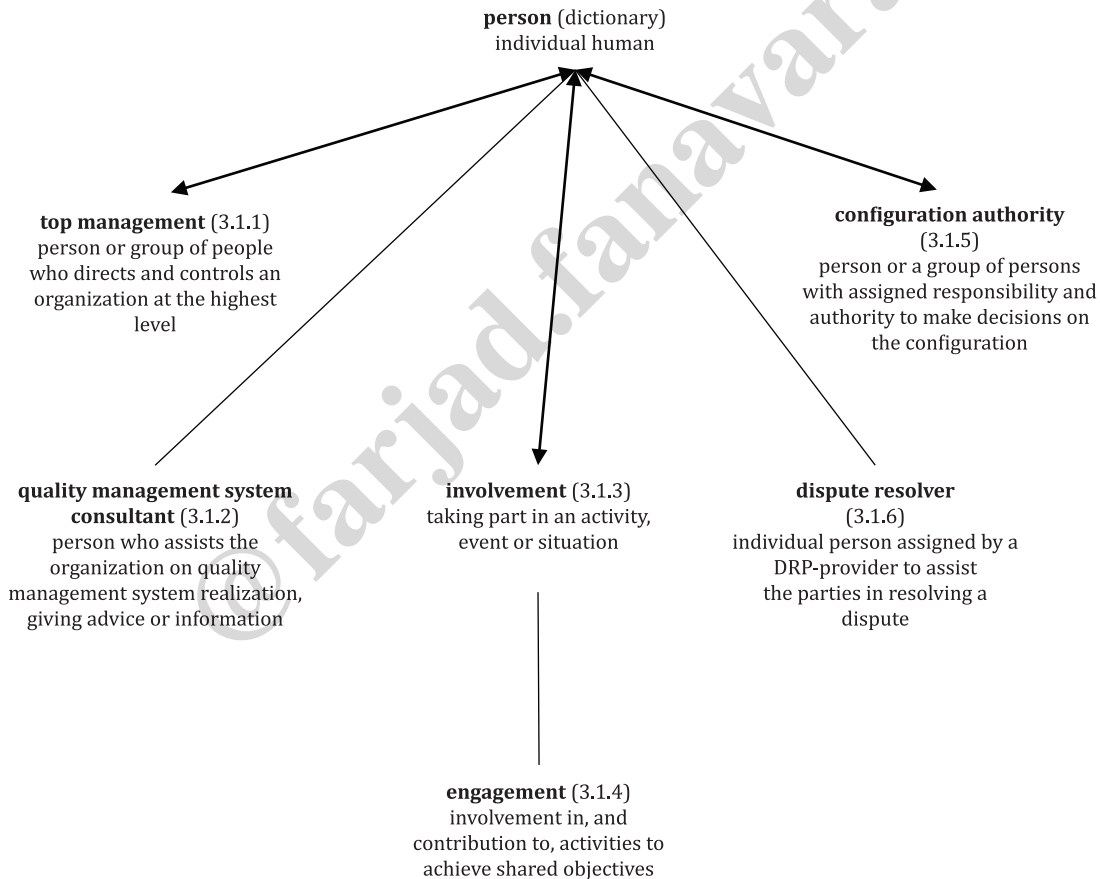 person (dictionary)
individual human
top management (3.1.1)
person or group of people
who directs and controls an
organization at the highest
level
configuration authority
(3.1.5)
person or a group of persons
with assigned responsibility and
authority to make decisions on
the configuration
quality management system
consultant (3.1.2)
person who assists the
organization on quality
management system realization,
giving advice or information
involvement (3.1.3)
taking part in an activity,
event or situation
dispute resolver
(3.1.6)
individual person assigned by a
DRP-provider to assist
the parties in resolving a
dispute
engagement (3.1.4)
involvement in, and
contribution to, activities to
achieve shared objectives